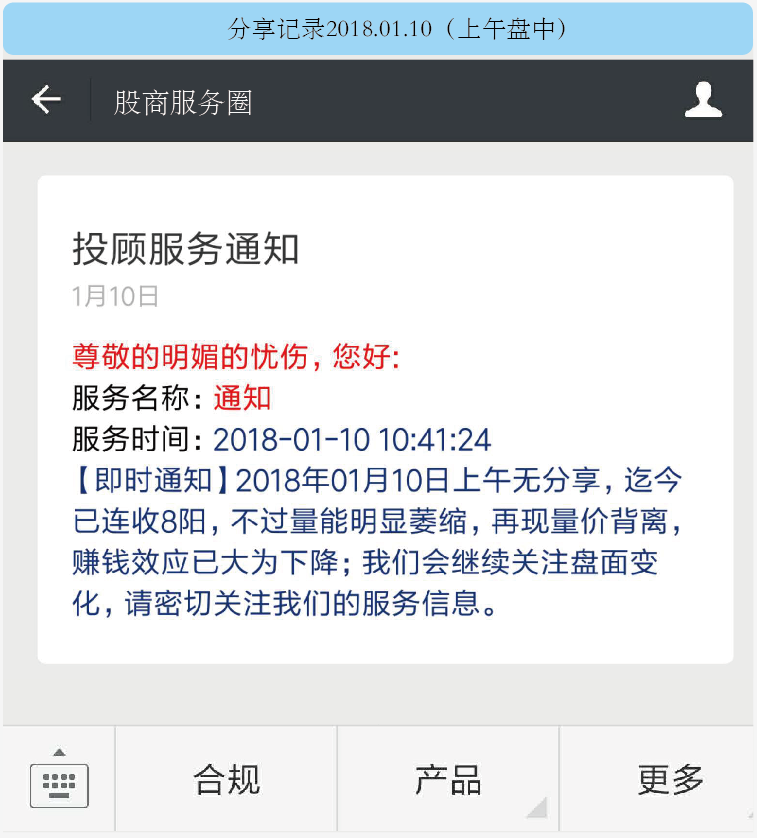 分享记录2018.01.10（上午盘中）
股商服务圈
投顾服务通知
1月10日
尊敬的明媚的忧伤，您好:
服务名称：通知
服务时间：2018-01-10 10:41:24
【即时通知】2018年01月10日上午无分享，迄今
已连收8阳，不过量能明显萎缩，再现量价背离，
赚钱效应已大为下降；我们会继续关注盘面变
化，请密切关注我们的服务信息。
合规
产品
更多